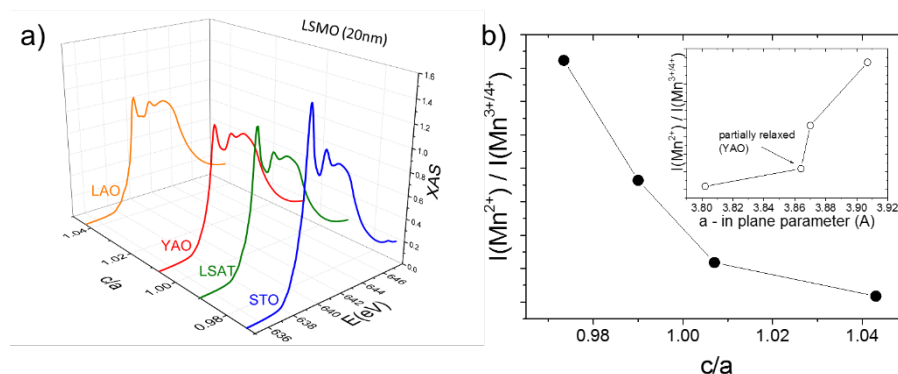 a)
LSMO (20nm)
1.6
1.4
1.2
1.0
0.8
0.6
0.4
0.2
0.0
XAS
LAO
YAO
LSAT
STO
1.04
1.02
1.00
0.98
c/a
636
638
640
642
644
646
E(eV)
b)
I(Mn2+) / I((Mn3+/4+)
0.98
1.00
1.02
1.04
c/a
I((Mn2+) / I((Mn3+/4+)
partially relaxed
(YAO)
3.80 3.82 3.84 3.86 3.88 3.90 3.92
a - in plane parameter (A)